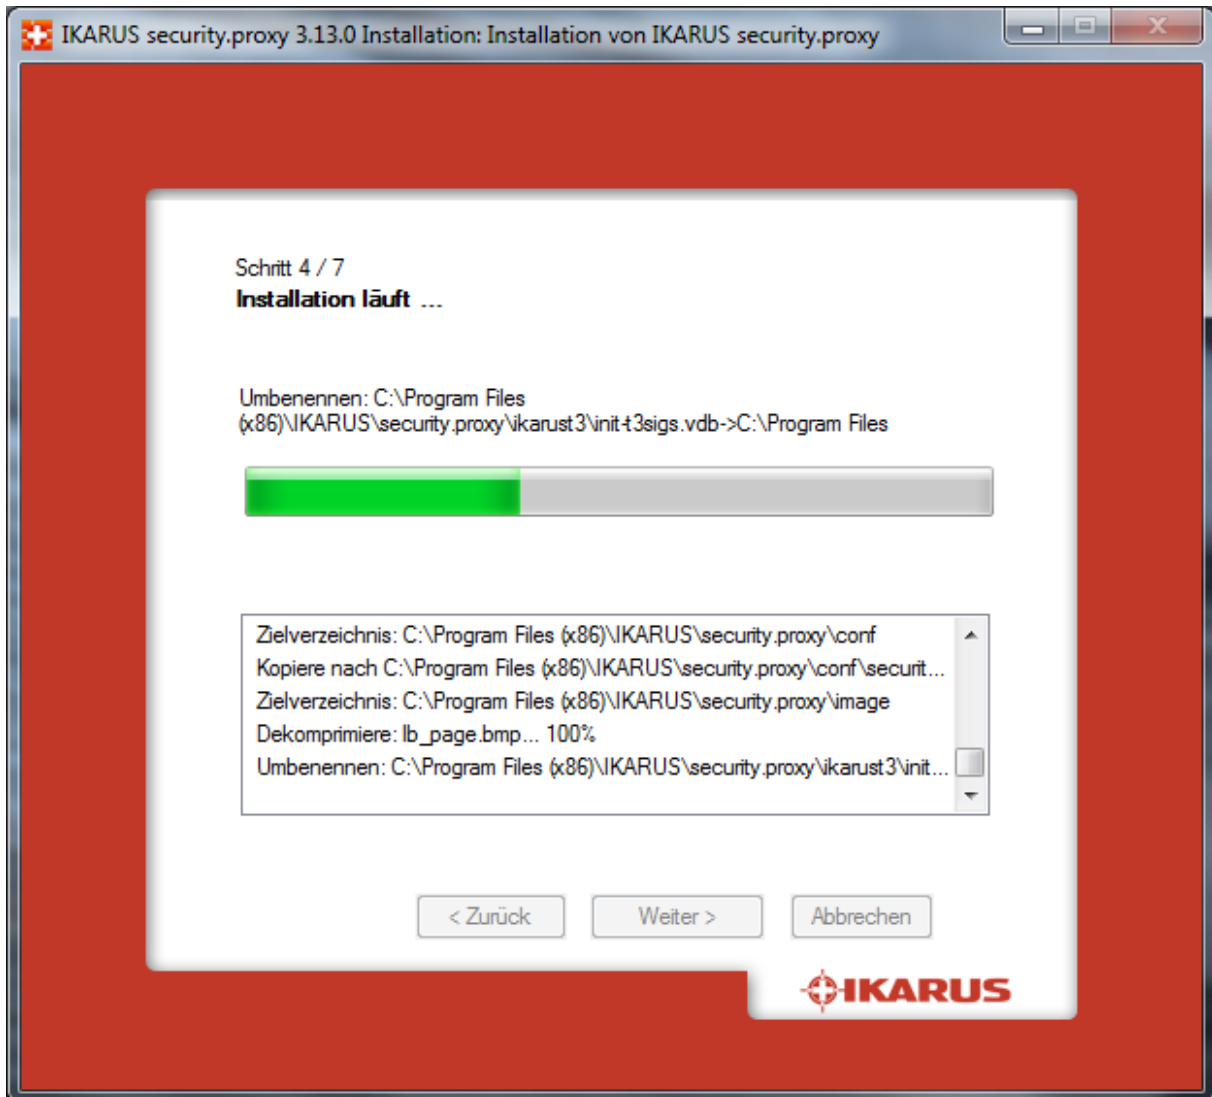 IKARUS security.proxy 3.13.0 Installation: Installation von IKARUS security.proxy
Schritt 4 / 7
Installation läuft ...
Umbenennen: C:\Program Files
(x86)\IKARUS\security.proxy\ikarust3\init-t3sigs.vdb->C:\Program Files
Zielverzeichnis: C:\Program Files (x86)\IKARUS\security.proxy\conf
Kopiere nach C:\Program Files (x86)\IKARUS\security.proxy\conf\securit...
Zielverzeichnis: C:\Program Files (x86)\IKARUS\security.proxy\image
Dekomprimiere: lb_page.bmp... 100%
Umbenennen: C:\Program Files (x86)\IKARUS\security.proxy\ikarust3\init...
< Zurück
Weiter >
Abbrechen
IKARUS